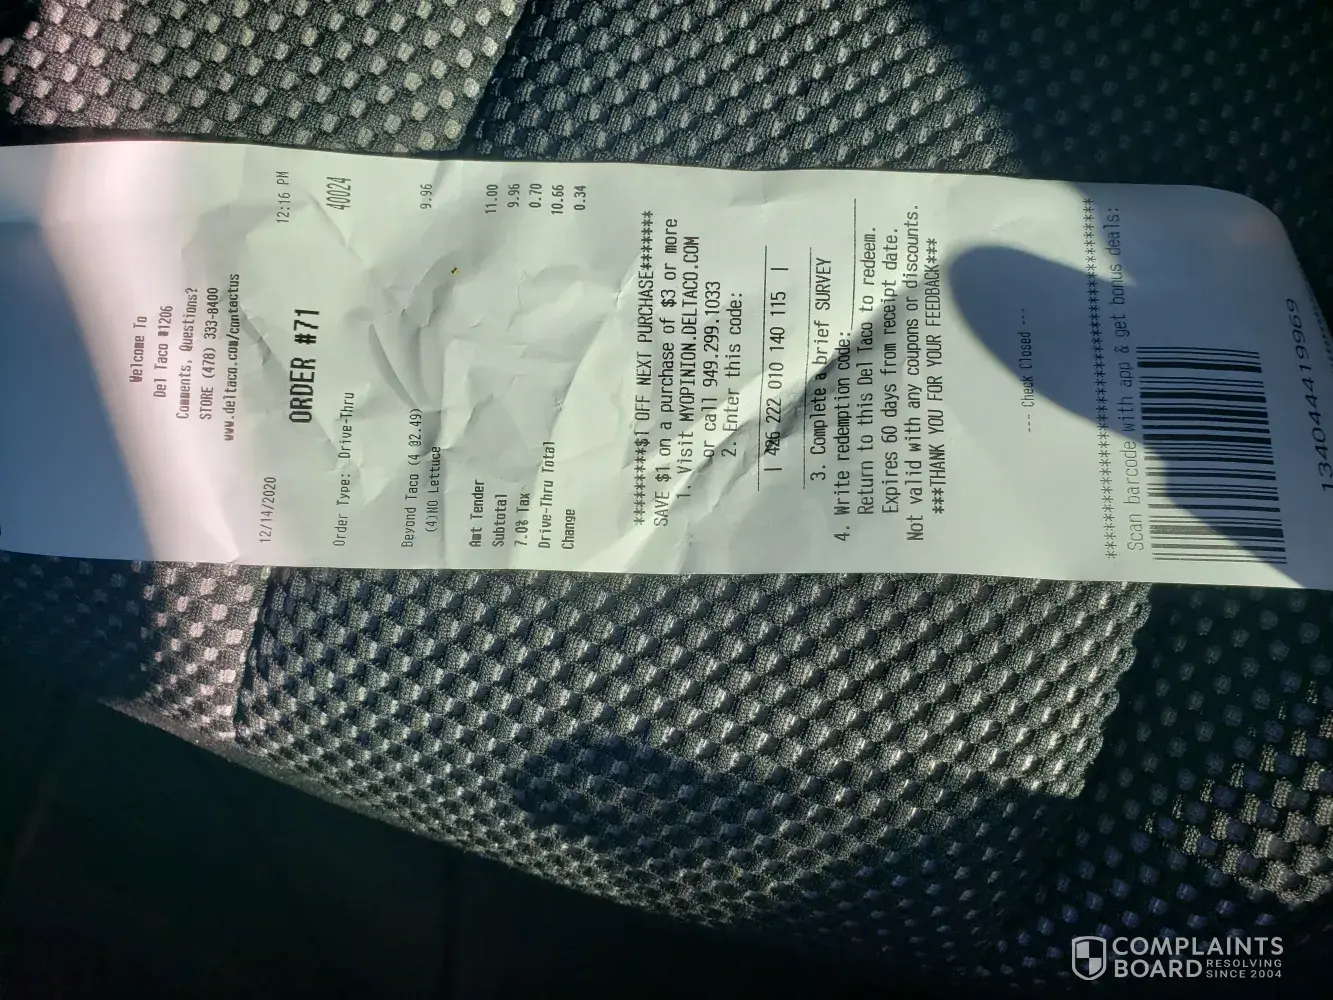 Welcome To
Del Taco #1206
Comments, Questions?
STORE (478) 333-8400
www.deltaco.com/contactus
12/14/2020 12:16 PM
ORDER #71
Order Type: Drive-Thru 40024
Beyond Taco (4 @2.49) 9.96
(4)NO Lettuce
Amt Tender 11.00
Subtotal 9.96
7.0% Tax 0.70
Drive-Thru Total 10.66
Change 0.34
*********$1 OFF NEXT PURCHASE********
SAVE $1 on a purchase of $3 or more
1. Visit MYOPINION.DELTACO.COM
or call 949.299.1033
2. Enter this code:
| 426 222 010 140 115 |
3. Complete a brief SURVEY
4. Write redemption code:
Return to this Del Taco to redeem.
Expires 60 days from receipt date.
Not valid with any coupons or discounts.
***THANK YOU FOR YOUR FEEDBACK***
--- Check Closed ---
****************************************
Scan barcode with app & get bonus deals:
13404444419969
COMPLAINTS
BOARD RESOLVING
SINCE 2004